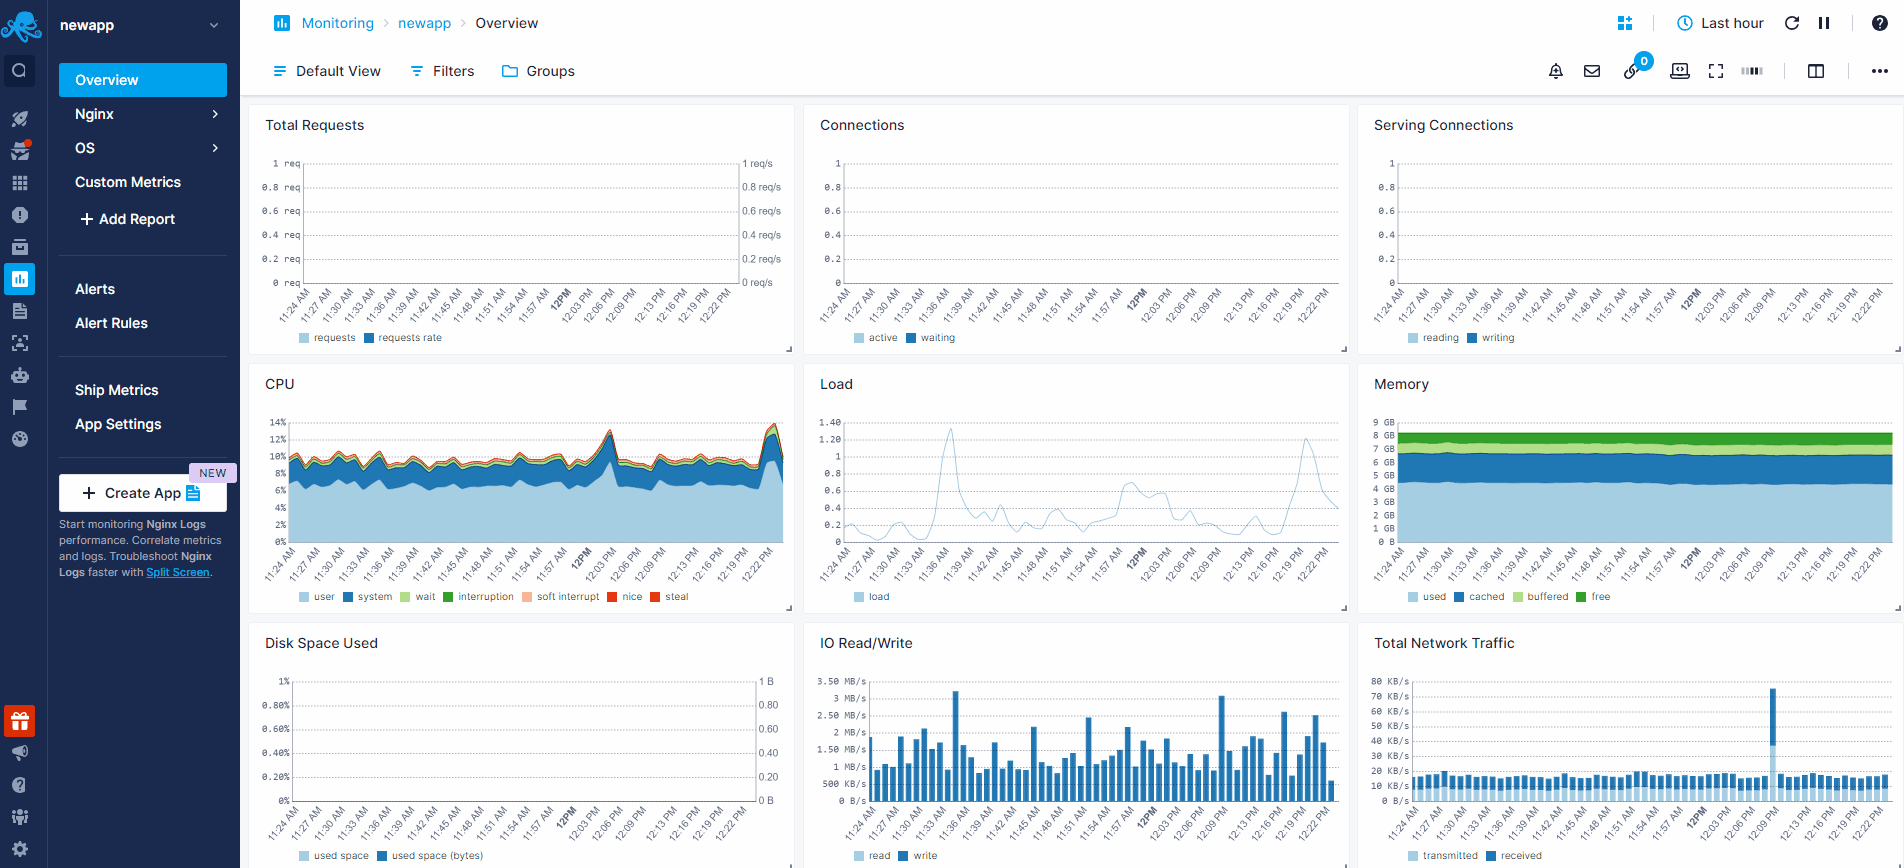 newapp
Overview
Nginx
OS
Custom Metrics
+ Add Report
Alerts
Alert Rules
Ship Metrics
App Settings
NEW
+ Create App
Start monitoring Nginx Logs
performance. Correlate metrics
and logs. Troubleshoot Nginx
Logs faster with Split Screen.
Monitoring > newapp > Overview
Last hour
Default View Filters Groups
0
Total Requests
1 req 1 req/s
0.8 req 0.8 req/s
0.6 req 0.6 req/s
0.4 req 0.4 req/s
0.2 req 0.2 req/s
0 req 0 req/s
11:24 AM 11:27 AM 11:30 AM 11:33 AM 11:36 AM 11:39 AM 11:42 AM 11:45 AM 11:48 AM 11:51 AM 11:54 AM 11:57 AM 12PM 12:03 PM 12:06 PM 12:09 PM 12:13 PM 12:16 PM 12:19 PM 12:22 PM
requests requests rate
Connections
1
0.8
0.6
0.4
0.2
0
11:24 AM 11:27 AM 11:30 AM 11:33 AM 11:36 AM 11:39 AM 11:42 AM 11:45 AM 11:48 AM 11:51 AM 11:54 AM 11:57 AM 12PM 12:03 PM 12:06 PM 12:09 PM 12:13 PM 12:16 PM 12:19 PM 12:22 PM
active waiting
Serving Connections
1
0.8
0.6
0.4
0.2
0
11:24 AM 11:27 AM 11:30 AM 11:33 AM 11:36 AM 11:39 AM 11:42 AM 11:45 AM 11:48 AM 11:51 AM 11:54 AM 11:57 AM 12PM 12:03 PM 12:06 PM 12:09 PM 12:13 PM 12:16 PM 12:19 PM 12:22 PM
reading writing
CPU
14%
12%
10%
8%
6%
4%
2%
0%
11:24 AM 11:27 AM 11:30 AM 11:33 AM 11:36 AM 11:39 AM 11:42 AM 11:45 AM 11:48 AM 11:51 AM 11:54 AM 11:57 AM 12PM 12:03 PM 12:06 PM 12:09 PM 12:13 PM 12:16 PM 12:19 PM 12:22 PM
user system wait interruption soft interrupt nice steal
Load
1.40
1.20
1
0.8
0.6
0.4
0.2
0
11:24 AM 11:27 AM 11:30 AM 11:33 AM 11:36 AM 11:39 AM 11:42 AM 11:45 AM 11:48 AM 11:51 AM 11:54 AM 11:57 AM 12PM 12:03 PM 12:06 PM 12:09 PM 12:13 PM 12:16 PM 12:19 PM 12:22 PM
load
Memory
9 GB
8 GB
7 GB
6 GB
5 GB
4 GB
3 GB
2 GB
1 GB
0 B
11:24 AM 11:27 AM 11:30 AM 11:33 AM 11:36 AM 11:39 AM 11:42 AM 11:45 AM 11:48 AM 11:51 AM 11:54 AM 11:57 AM 12PM 12:03 PM 12:06 PM 12:09 PM 12:13 PM 12:16 PM 12:19 PM 12:22 PM
used cached buffered free
Disk Space Used
1% 1 B
0.80% 0.80
0.60% 0.60
0.40% 0.40
0.20% 0.20
0% 0 B
11:24 AM 11:27 AM 11:30 AM 11:33 AM 11:36 AM 11:39 AM 11:42 AM 11:45 AM 11:48 AM 11:51 AM 11:54 AM 11:57 AM 12PM 12:03 PM 12:06 PM 12:09 PM 12:13 PM 12:16 PM 12:19 PM 12:22 PM
used space used space (bytes)
IO Read/Write
3.50 MB/s
3 MB/s
2.50 MB/s
2 MB/s
1.50 MB/s
1 MB/s
500 KB/s
0 B/s
11:24 AM 11:27 AM 11:30 AM 11:33 AM 11:36 AM 11:39 AM 11:42 AM 11:45 AM 11:48 AM 11:51 AM 11:54 AM 11:57 AM 12PM 12:03 PM 12:06 PM 12:09 PM 12:13 PM 12:16 PM 12:19 PM 12:22 PM
read write
Total Network Traffic
80 KB/s
70 KB/s
60 KB/s
50 KB/s
40 KB/s
30 KB/s
20 KB/s
10 KB/s
0 B/s
11:24 AM 11:27 AM 11:30 AM 11:33 AM 11:36 AM 11:39 AM 11:42 AM 11:45 AM 11:48 AM 11:51 AM 11:54 AM 11:57 AM 12PM 12:03 PM 12:06 PM 12:09 PM 12:13 PM 12:16 PM 12:19 PM 12:22 PM
transmitted received